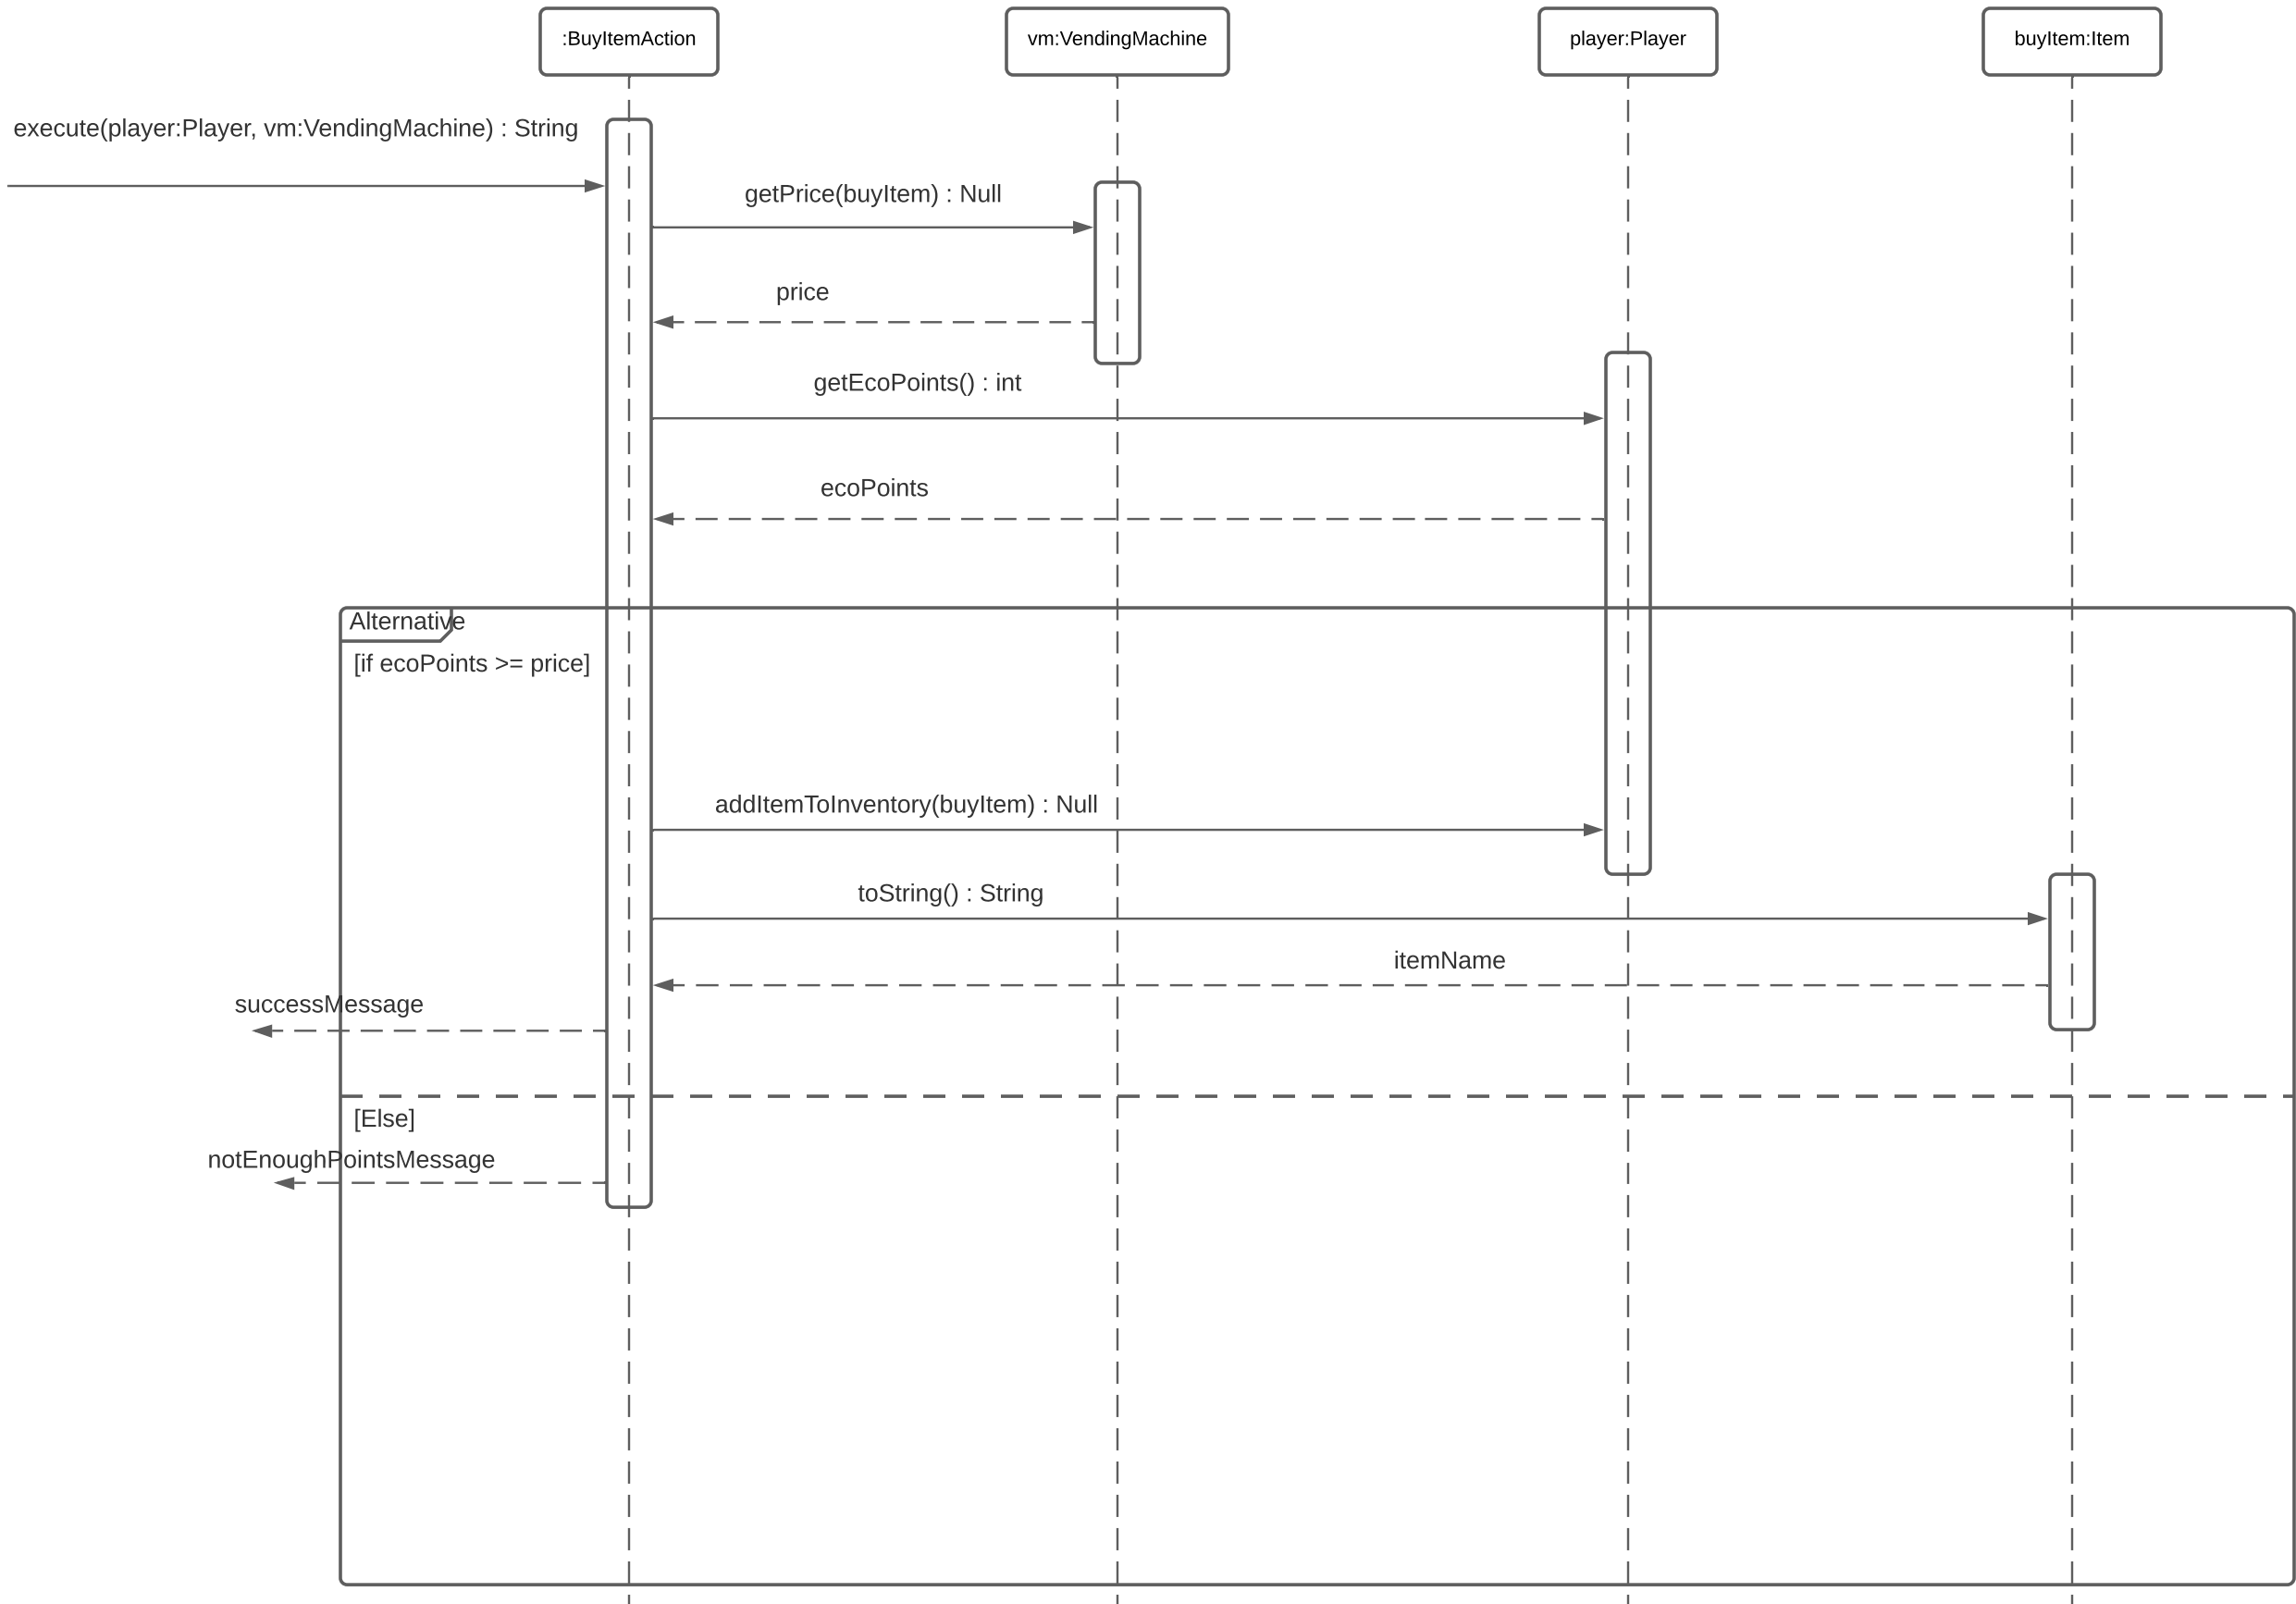 :BuyItemAction
vm:VendingMachine
player:Player
buyItem:Item
execute(player:Player, vm:VendingMachine) : String
getPrice(buyItem) : Null
price
getEcoPoints() : int
ecoPoints
Alternative
[if ecoPoints >= price]
addItemToInventory(buyItem) : Null
toString() : String
itemName
successMessage
[Else]
notEnoughPointsMessage